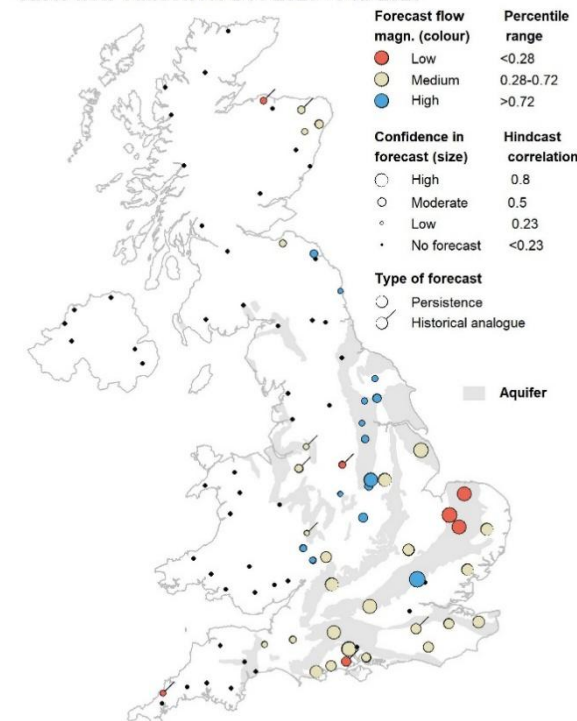 Forecast flow Percentile
magn. (colour) range
Low <0.28
Medium 0.28-0.72
High >0.72
Confidence in Hindcast
forecast (size) correlation
High 0.8
Moderate 0.5
Low 0.23
No forecast <0.23
Type of forecast
Persistence
Historical analogue
Aquifer